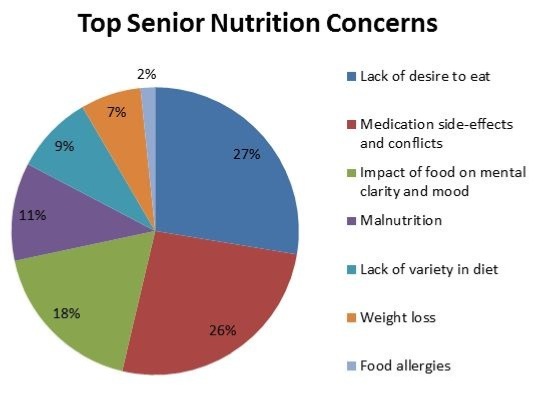 Top Senior Nutrition Concerns
2%
7%
9%
11%
18%
26%
27%
Lack of desire to eat
Medication side-effects
and conflicts
Impact of food on mental
clarity and mood
Malnutrition
Lack of variety in diet
Weight loss
Food allergies